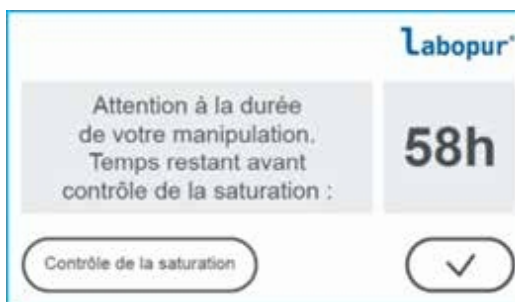 Labopur®
Attention à la durée
de votre manipulation.
Temps restant avant
contrôle de la saturation :
58h
Contrôle de la saturation